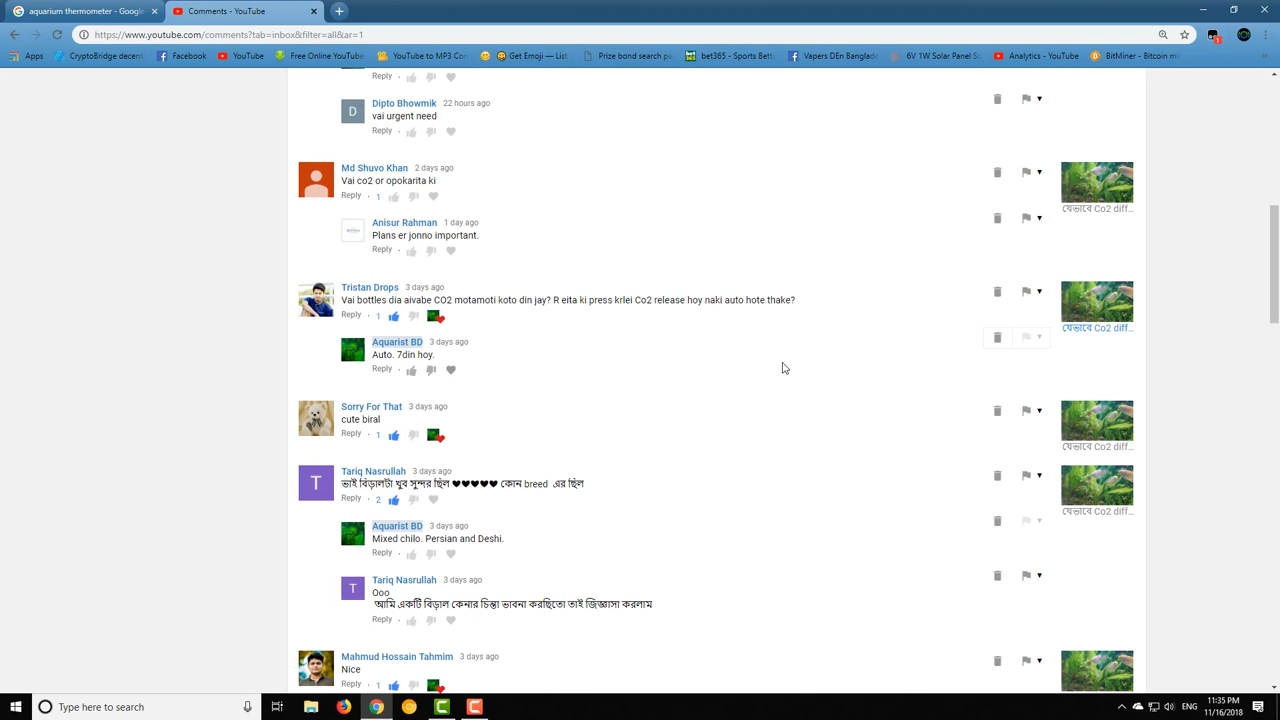 aquarium thermometer - Google
Comments - YouTube
https://www.youtube.com/comments?tab=inbox&filter=all&ar=1
Apps
CryptoBridge decent
Facebook
YouTube
Free Online YouTube
YouTube to MP3 Con
Get Emoji — List
Prize bond search pa
bet365 - Sports Bett
Vapers DEn Banglade
6V 1W Solar Panel S
Analytics - YouTube
BitMiner - Bitcoin mi
Reply
Dipto Bhowmik 22 hours ago
vai urgent need
Reply
Md Shuvo Khan 2 days ago
Vai co2 or opokarita ki
Reply · 1
যেভাবে Co2 diff...
Anisur Rahman 1 day ago
Plans er jonno important.
Reply
Tristan Drops 3 days ago
Vai bottles dia aivabe CO2 motamoti koto din jay? R eita ki press krlei Co2 release hoy naki auto hote thake?
Reply · 1
যেভাবে Co2 diff...
Aquarist BD 3 days ago
Auto. 7din hoy.
Reply
Sorry For That 3 days ago
cute biral
Reply · 1
যেভাবে Co2 diff...
T
Tariq Nasrullah 3 days ago
ভাই বিড়ালটা খুব সুন্দর ছিল ♥♥♥♥♥ কোন breed এর ছিল
Reply · 2
যেভাবে Co2 diff...
Aquarist BD 3 days ago
Mixed chilo. Persian and Deshi.
Reply
T
Tariq Nasrullah 3 days ago
Ooo
আমি একটি বিড়াল কেনার চিন্তা ভাবনা করছিতো তাই জিজ্ঞাসা করলাম
Reply
Mahmud Hossain Tahmim 3 days ago
Nice
Reply · 1
Type here to search
ENG
11:35 PM
11/16/2018